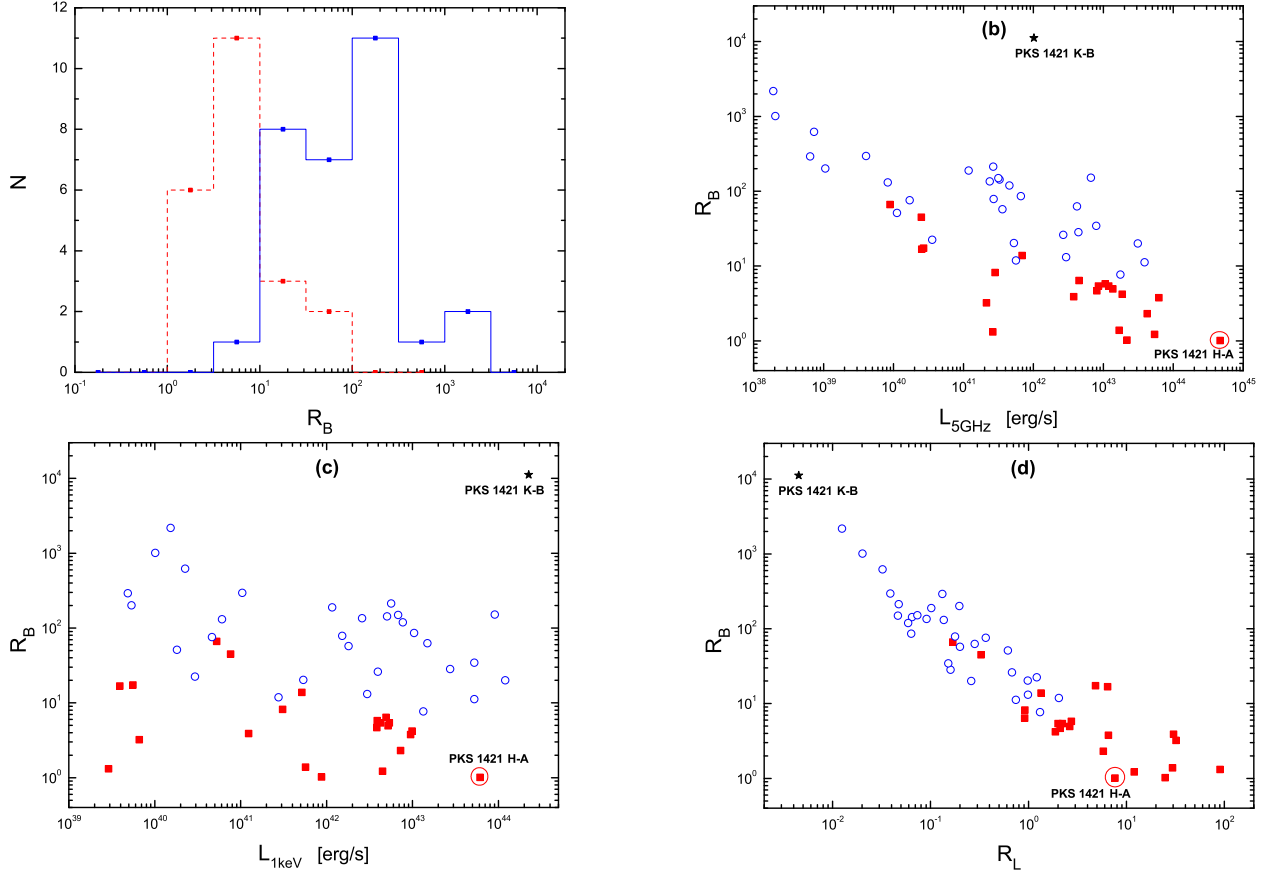 12
10
8
6
4
2
0
N
10^-1 10^0 10^1 10^2 10^3 10^4
R_B
(b)
PKS 1421 K-B
10^4
10^3
10^2
10^1
10^0
R_B
PKS 1421 H-A
10^38 10^39 10^40 10^41 10^42 10^43 10^44 10^45
L_5GHz [erg/s]
(c)
PKS 1421 K-B
10^4
10^3
10^2
10^1
10^0
R_B
PKS 1421 H-A
10^39 10^40 10^41 10^42 10^43 10^44
L_1keV [erg/s]
(d)
PKS 1421 K-B
10^4
10^3
10^2
10^1
10^0
R_B
PKS 1421 H-A
10^-2 10^-1 10^0 10^1 10^2
R_L